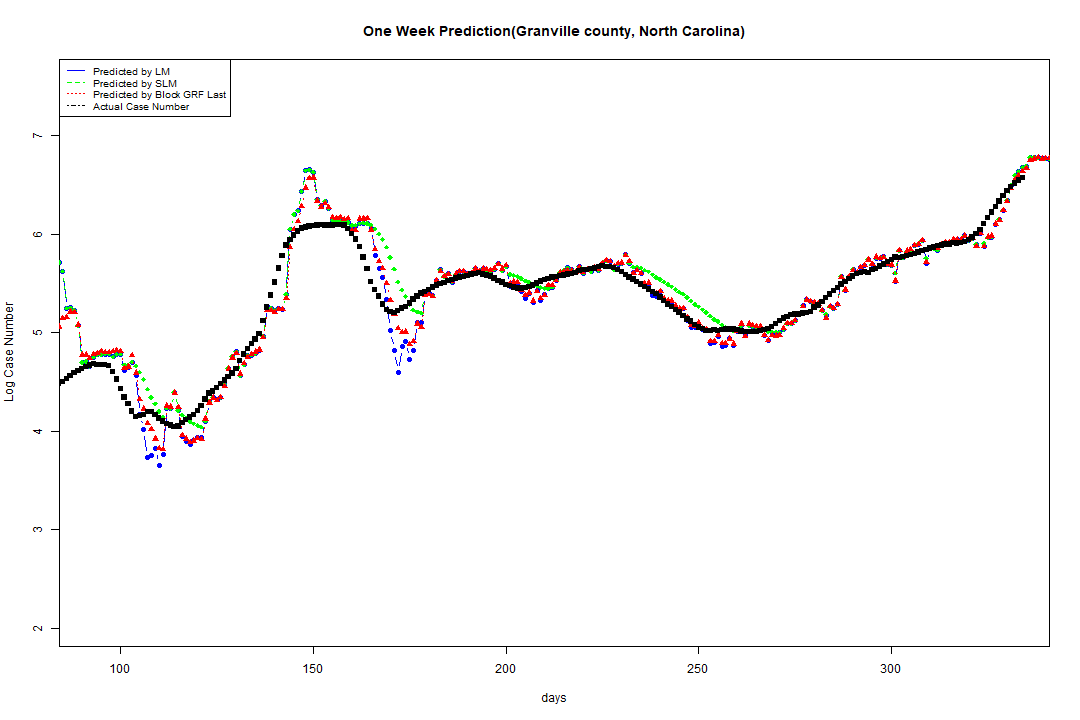 One Week Prediction(Granville county, North Carolina)
Predicted by LM
Predicted by SLM
Predicted by Block GRF Last
Actual Case Number
7
6
5
4
3
2
Log Case Number
100 150 200 250 300
days